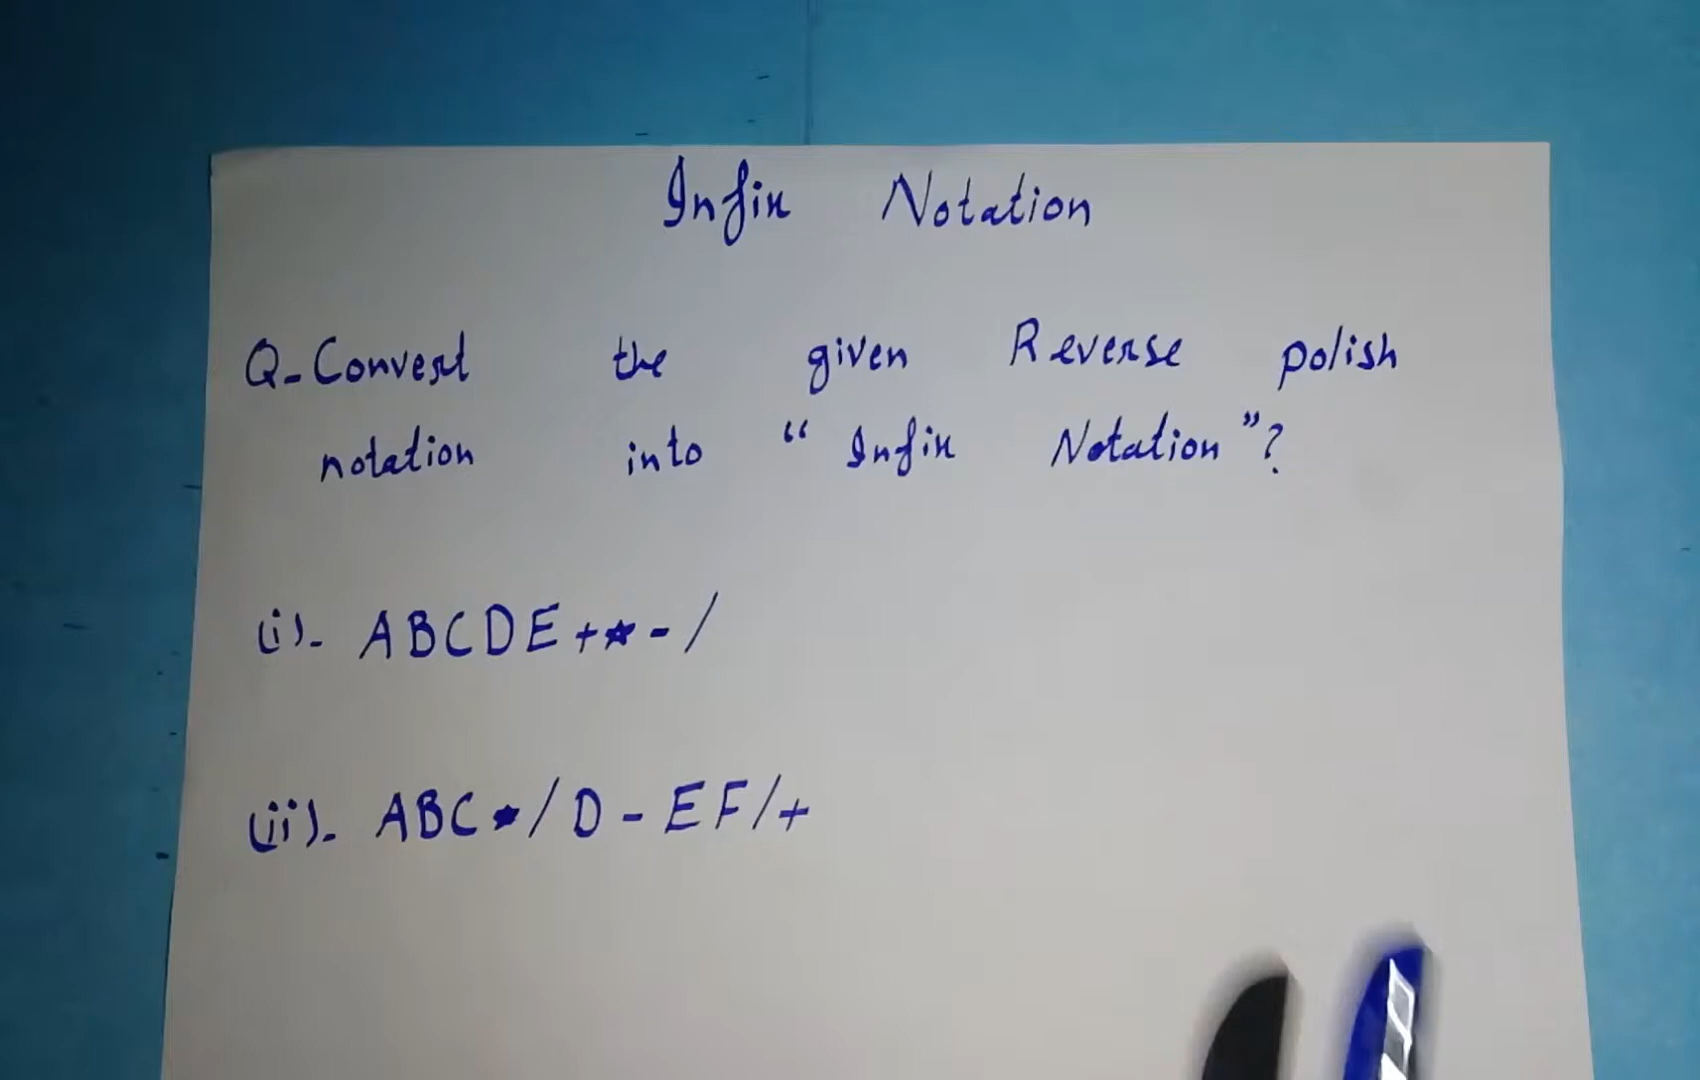 Infix Notation
Q-Convert the given Reverse polish
notation into “Infix Notation”?
(i)- ABCDE+*-/
(ii)- ABC*/D-EF/+